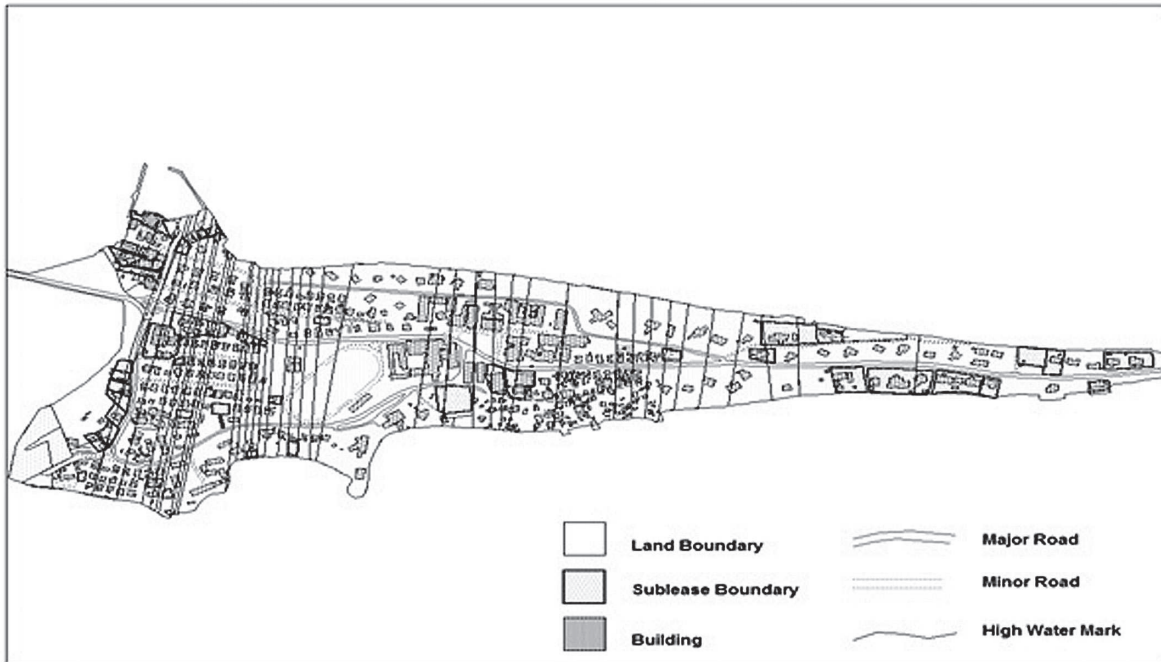 Land Boundary
Sublease Boundary
Building
Major Road
Minor Road
High Water Mark